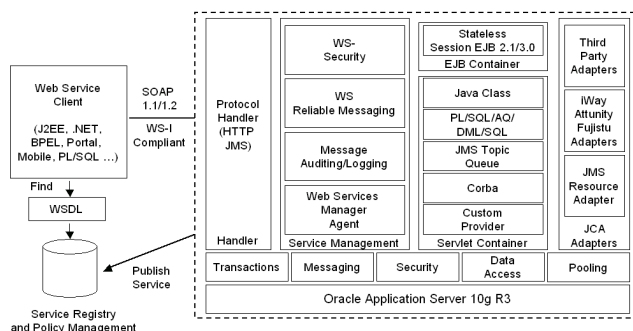 Web Service
Client
(J2EE, .NET,
BPEL, Portal,
Mobile, PL/SQL ...)
SOAP
1.1/1.2
WS-I
Compliant
Find
WSDL
Publish
Service
Service Registry
and Policy Management
Protocol
Handler
(HTTP
JMS)
Handler
WS-
Security
WS
Reliable Messaging
Message
Auditing/Logging
Web Services
Manager
Agent
Service Management
Stateless
Session EJB 2.1/3.0
EJB Container
Java Class
PL/SQL/AQ/
DML/SQL
JMS Topic
Queue
Corba
Custom
Provider
Servlet Container
Third
Party
Adapters
iWay
Attunity
Fujistu
Adapters
JMS
Resource
Adapter
JCA
Adapters
Transactions
Messaging
Security
Data
Access
Pooling
Oracle Application Server 10g R3